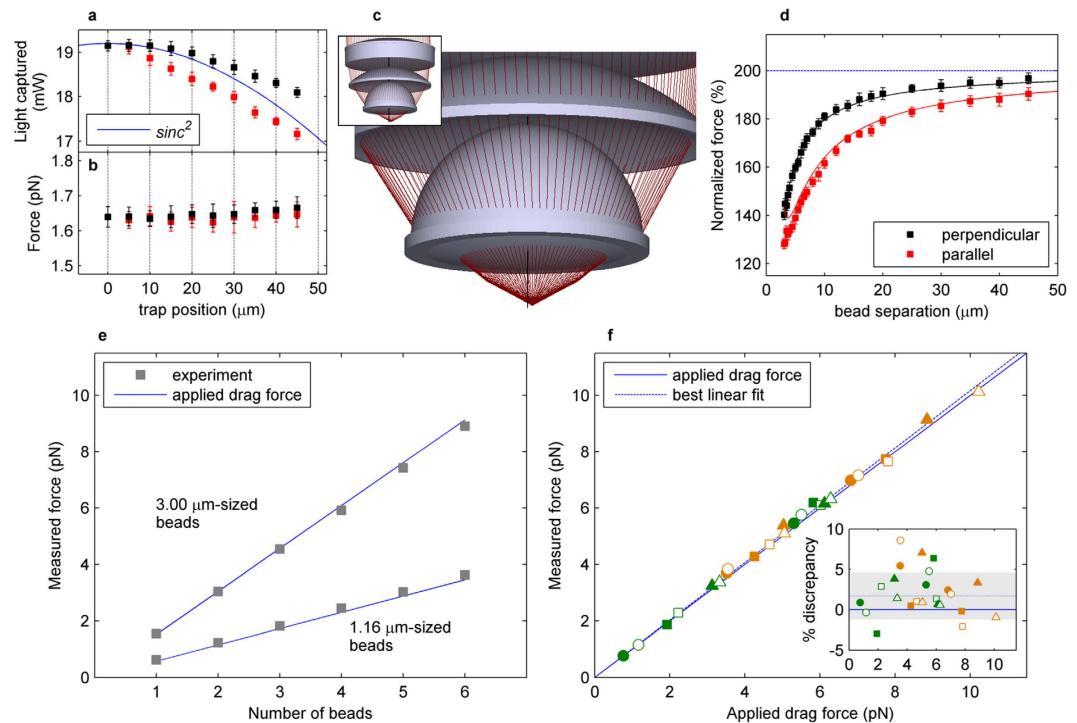 a
Light captured
(mW)
19
18
17
sinc²
b
Force (pN)
1.8
1.7
1.6
1.5
0 10 20 30 40 50
trap position (μm)
c
d
Normalized force (%)
200
180
160
140
120
perpendicular
parallel
0 10 20 30 40 50
bead separation (μm)
e
Measured force (pN)
10
8
6
4
2
0
experiment
applied drag force
3.00 μm-sized
beads
1.16 μm-sized
beads
1 2 3 4 5 6
Number of beads
f
Measured force (pN)
10
8
6
4
2
0
applied drag force
best linear fit
% discrepancy
10
5
0
-5
0 2 4 6 8 10
0 2 4 6 8 10
Applied drag force (pN)